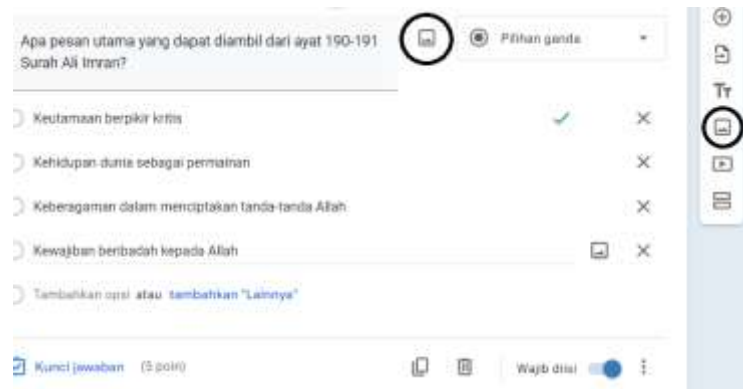 Apa pesan utama yang dapat diambil dari ayat 190-191
Surah Ali Imran?
Pilihan ganda
Keutamaan berpikir kritis
Kehidupan dunia sebagai permainan
Keberagaman dalam menciptakan tanda-tanda Allah
Kewajiban beribadah kepada Allah
Tambahkan opsi atau tambahkan "Lainnya"
Kunci jawaban (5 poin)
Wajib diisi
Tт